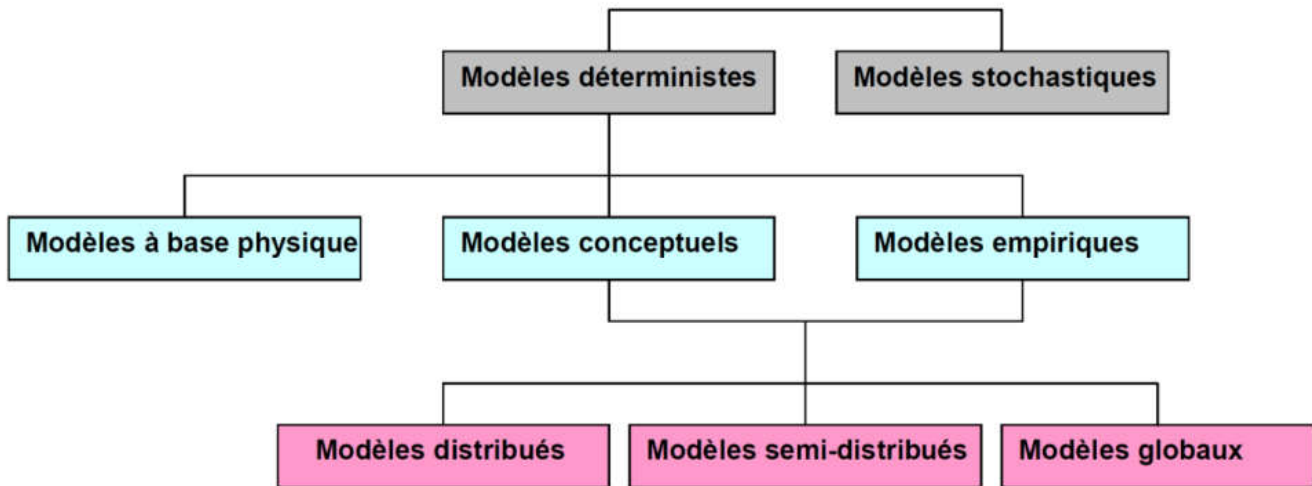 Modèles déterministes
Modèles stochastiques
Modèles à base physique
Modèles conceptuels
Modèles empiriques
Modèles distribués
Modèles semi-distribués
Modèles globaux